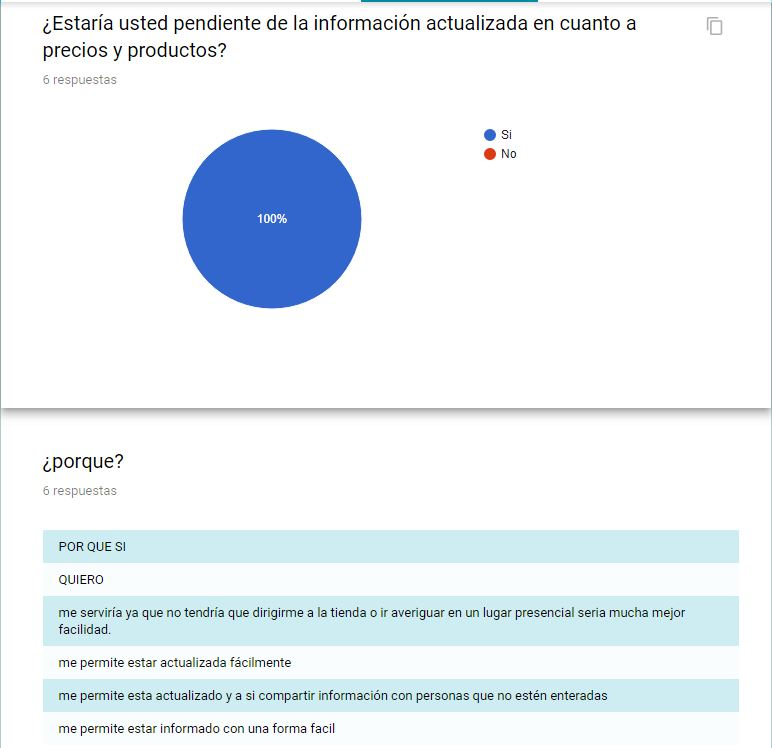 ¿Estaría usted pendiente de la información actualizada en cuanto a
precios y productos?
6 respuestas
Si
No
100%
¿porque?
6 respuestas
POR QUE SI
QUIERO
me serviría ya que no tendría que dirigirme a la tienda o ir averiguar en un lugar presencial seria mucha mejor
facilidad.
me permite estar actualizada fácilmente
me permite esta actualizado y a si compartir información con personas que no estén enteradas
me permite estar informado con una forma facil